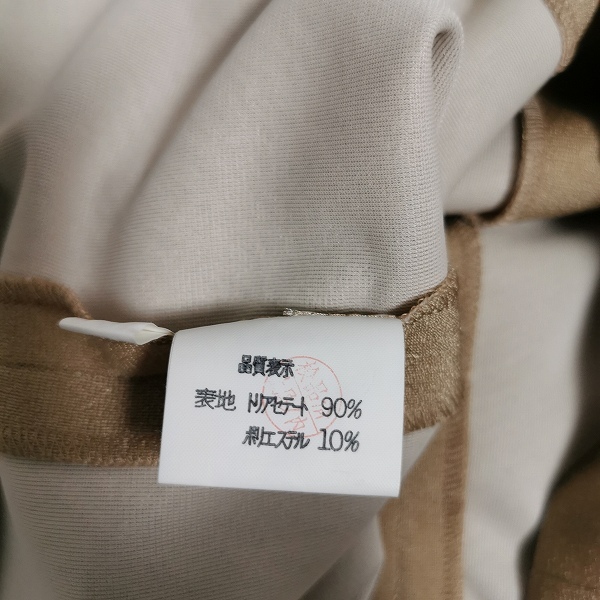 品質表示
表地 トリアセテート 90%
ポリエステル 10%